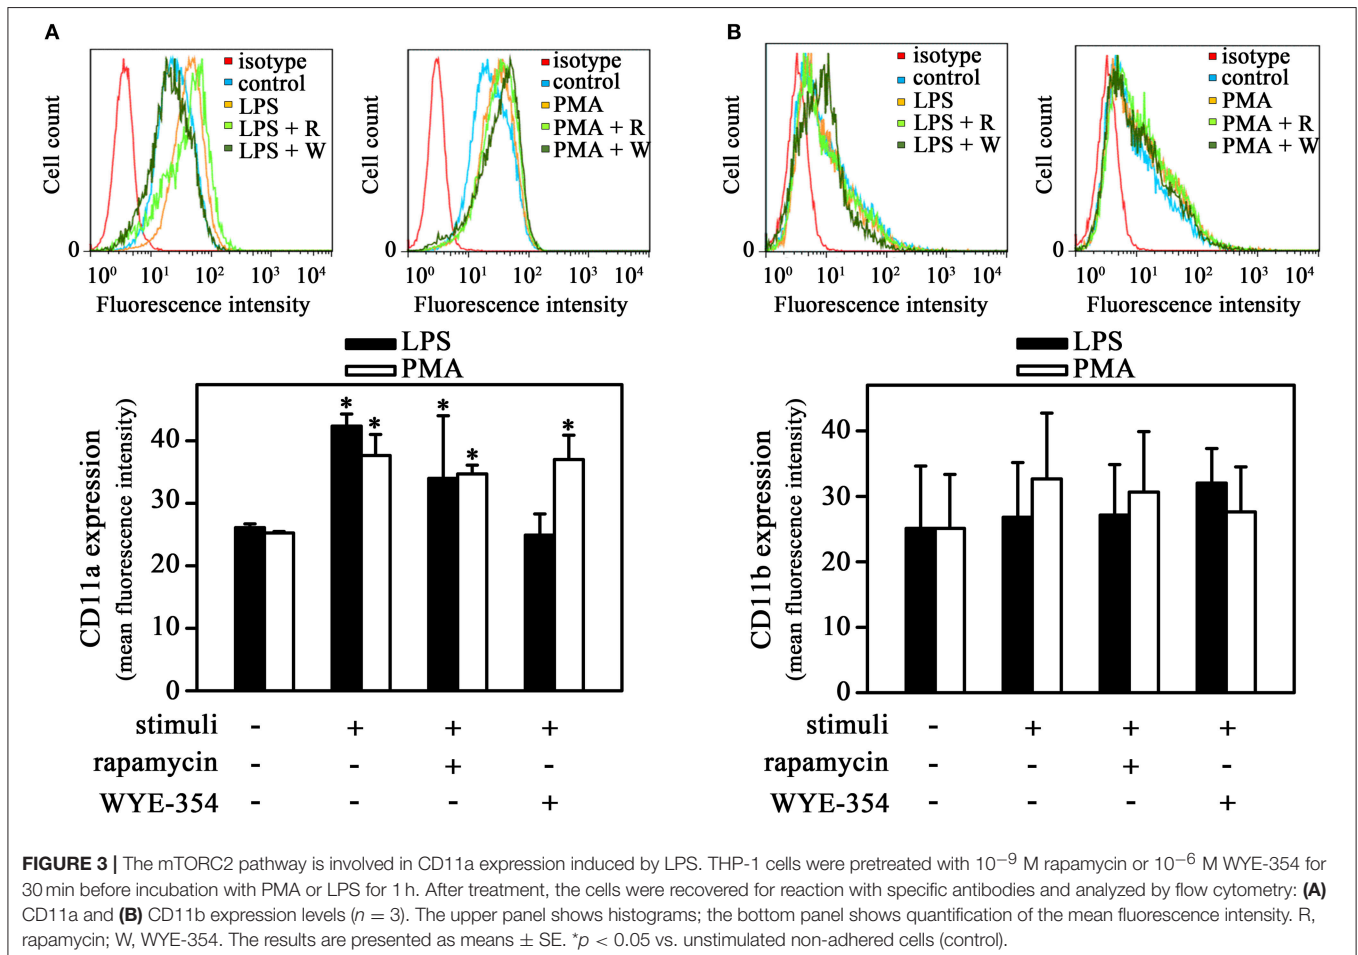 A
isotype
control
LPS
LPS + R
LPS + W
Cell count
0
10⁰ 10¹ 10² 10³ 10⁴
Fluorescence intensity
isotype
control
PMA
PMA + R
PMA + W
Cell count
0
10⁰ 10¹ 10² 10³ 10⁴
Fluorescence intensity
LPS
PMA
CD11a expression
(mean fluorescence intensity)
40
30
20
10
0
* * * * *
stimuli - + + +
rapamycin - - + -
WYE-354 - - - +
B
isotype
control
LPS
LPS + R
LPS + W
Cell count
0
10⁰ 10¹ 10² 10³ 10⁴
Fluorescence intensity
isotype
control
PMA
PMA + R
PMA + W
Cell count
0
10⁰ 10¹ 10² 10³ 10⁴
Fluorescence intensity
LPS
PMA
CD11b expression
(mean fluorescence intensity)
40
30
20
10
0
stimuli - + + +
rapamycin - - + -
WYE-354 - - - +
FIGURE 3 | The mTORC2 pathway is involved in CD11a expression induced by LPS. THP-1 cells were pretreated with 10⁻⁹ M rapamycin or 10⁻⁶ M WYE-354 for
30 min before incubation with PMA or LPS for 1 h. After treatment, the cells were recovered for reaction with specific antibodies and analyzed by flow cytometry: (A)
CD11a and (B) CD11b expression levels (n = 3). The upper panel shows histograms; the bottom panel shows quantification of the mean fluorescence intensity. R,
rapamycin; W, WYE-354. The results are presented as means ± SE. *p < 0.05 vs. unstimulated non-adhered cells (control).